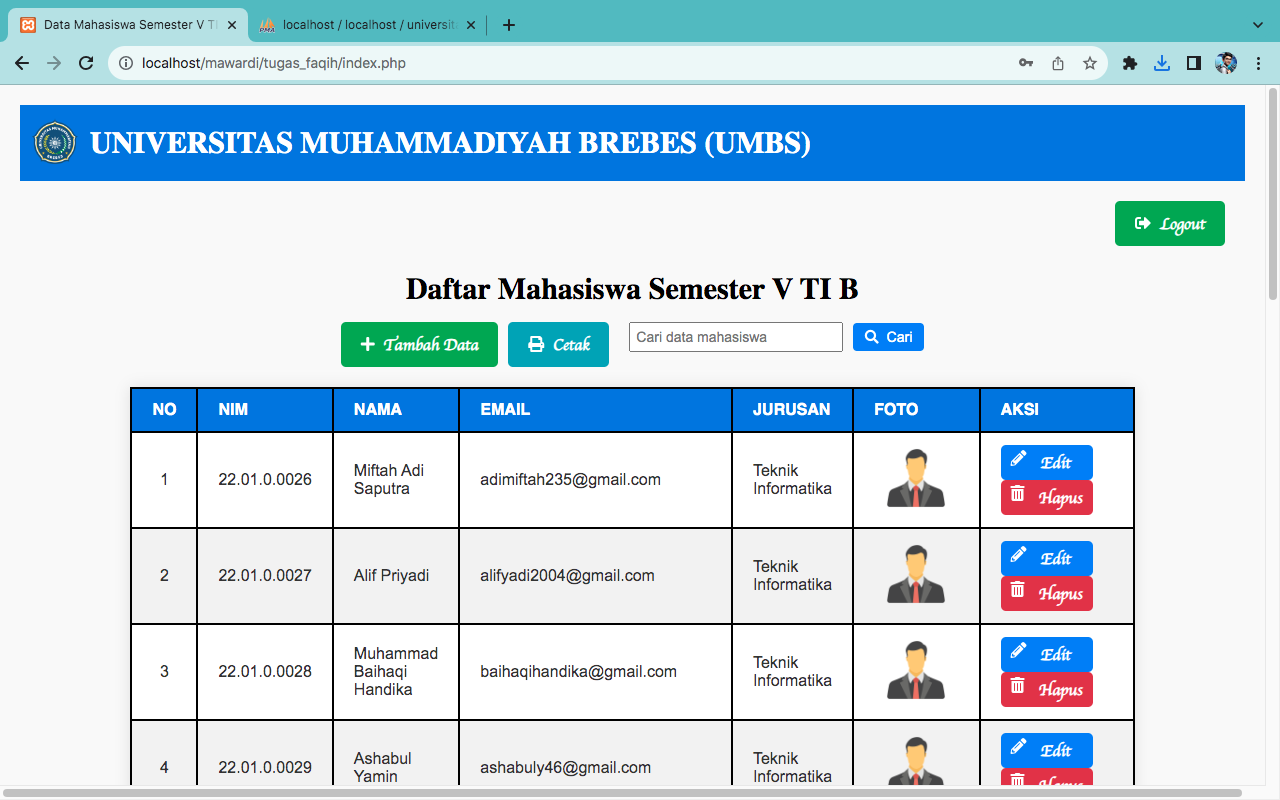 Data Mahasiswa Semester V TI
localhost / localhost / universita
localhost/mawardi/tugas_faqih/index.php
UNIVERSITAS MUHAMMADIYAH BREBES (UMBS)
Logout
Daftar Mahasiswa Semester V TI B
Tambah Data Cetak Cari data mahasiswa Cari
NO NIM NAMA EMAIL JURUSAN FOTO AKSI
1 22.01.0.0026 Miftah Adi Saputra adimiftah235@gmail.com Teknik Informatika Edit Hapus
2 22.01.0.0027 Alif Priyadi alifyadi2004@gmail.com Teknik Informatika Edit Hapus
3 22.01.0.0028 Muhammad Baihaqi Handika baihaqihandika@gmail.com Teknik Informatika Edit Hapus
4 22.01.0.0029 Ashabul Yamin ashabuly46@gmail.com Teknik Informatika Edit Hapus